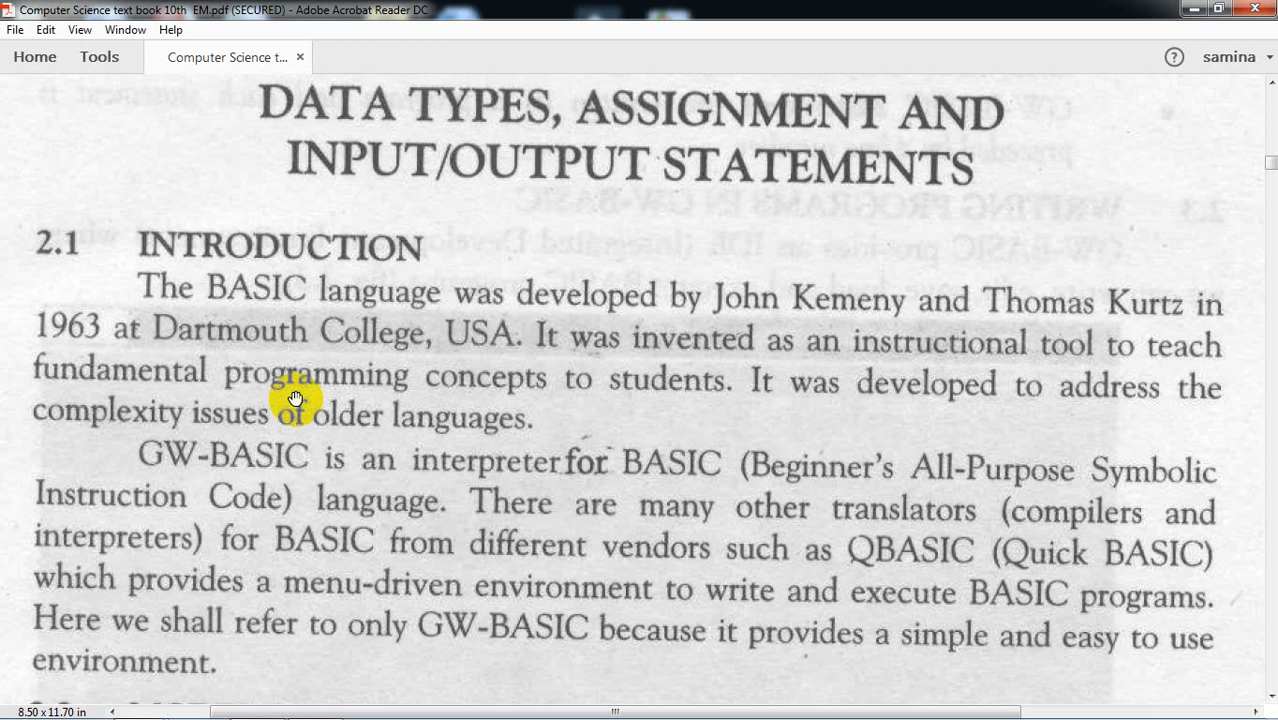 Computer Science text book 10th EM.pdf (SECURED) - Adobe Acrobat Reader DC
File Edit View Window Help
Home Tools Computer Science t... × ? samina
DATA TYPES, ASSIGNMENT AND
INPUT/OUTPUT STATEMENTS
2.1 INTRODUCTION
The BASIC language was developed by John Kemeny and Thomas Kurtz in
1963 at Dartmouth College, USA. It was invented as an instructional tool to teach
fundamental programming concepts to students. It was developed to address the
complexity issues of older languages.
GW-BASIC is an interpreter for BASIC (Beginner's All-Purpose Symbolic
Instruction Code) language. There are many other translators (compilers and
interpreters) for BASIC from different vendors such as QBASIC (Quick BASIC)
which provides a menu-driven environment to write and execute BASIC programs.
Here we shall refer to only GW-BASIC because it provides a simple and easy to use
environment.
8.50 x 11.70 in